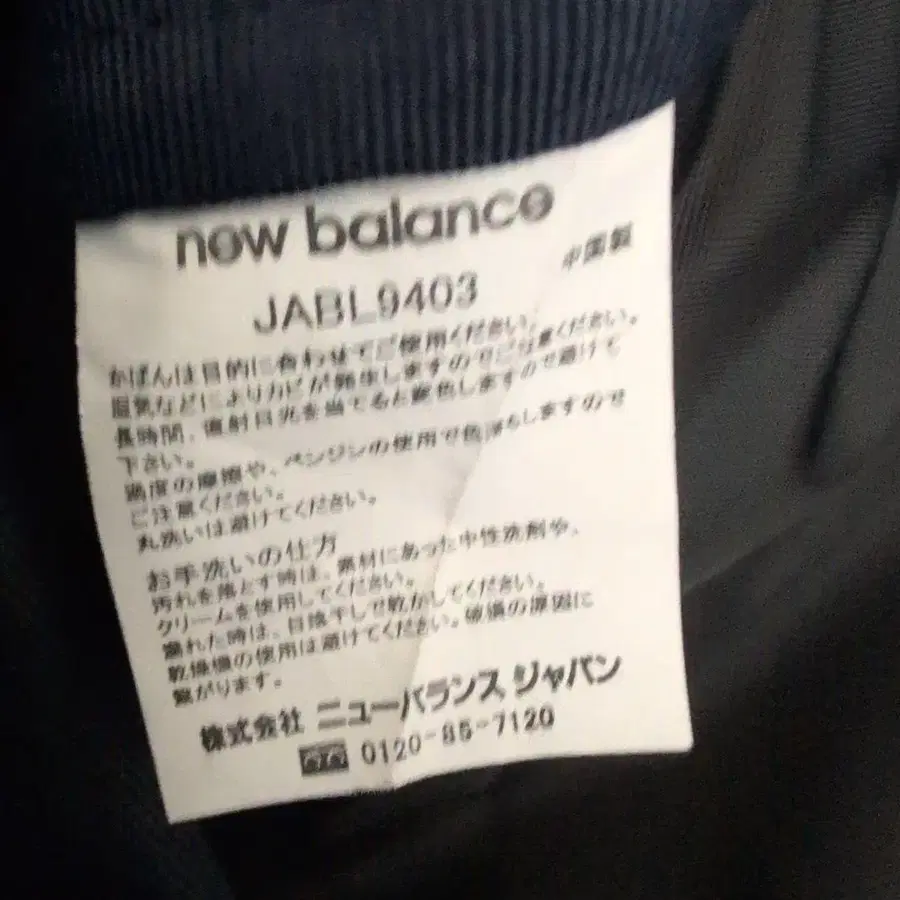 new balance
中国製
JABL9403
かばんは目的に合わせてご使用ください。
湿気などによりカビが発生しますのでご注意ください。
長時間、直射日光を当てると変色しますので避けて
下さい。
過度の摩擦や、ベンジンの使用で色落ちしますので
ご注意ください。
丸洗いは避けてください。
お手洗いの仕方
汚れを落とす時は、素材にあった中性洗剤や、
クリームを使用してください。
濡れた時は、日陰干しで乾かしてください。
乾燥機の使用は避けてください。破損の原因に
繋がります。
株式会社 ニューバランス ジャパン
0120-85-7120